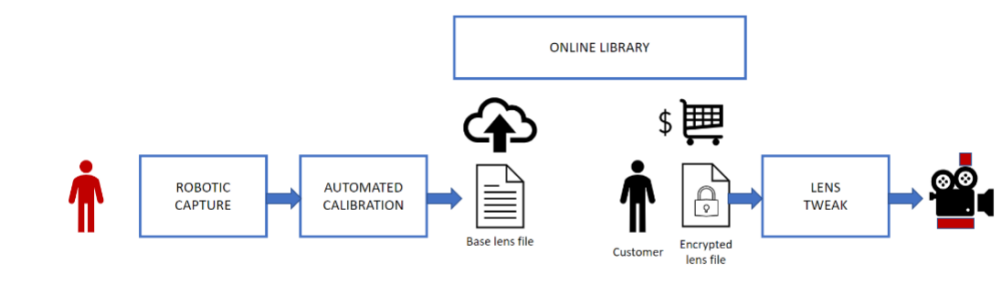 ONLINE LIBRARY
$
ROBOTIC
CAPTURE
AUTOMATED
CALIBRATION
Base lens file
Customer
Encrypted
lens file
LENS
TWEAK